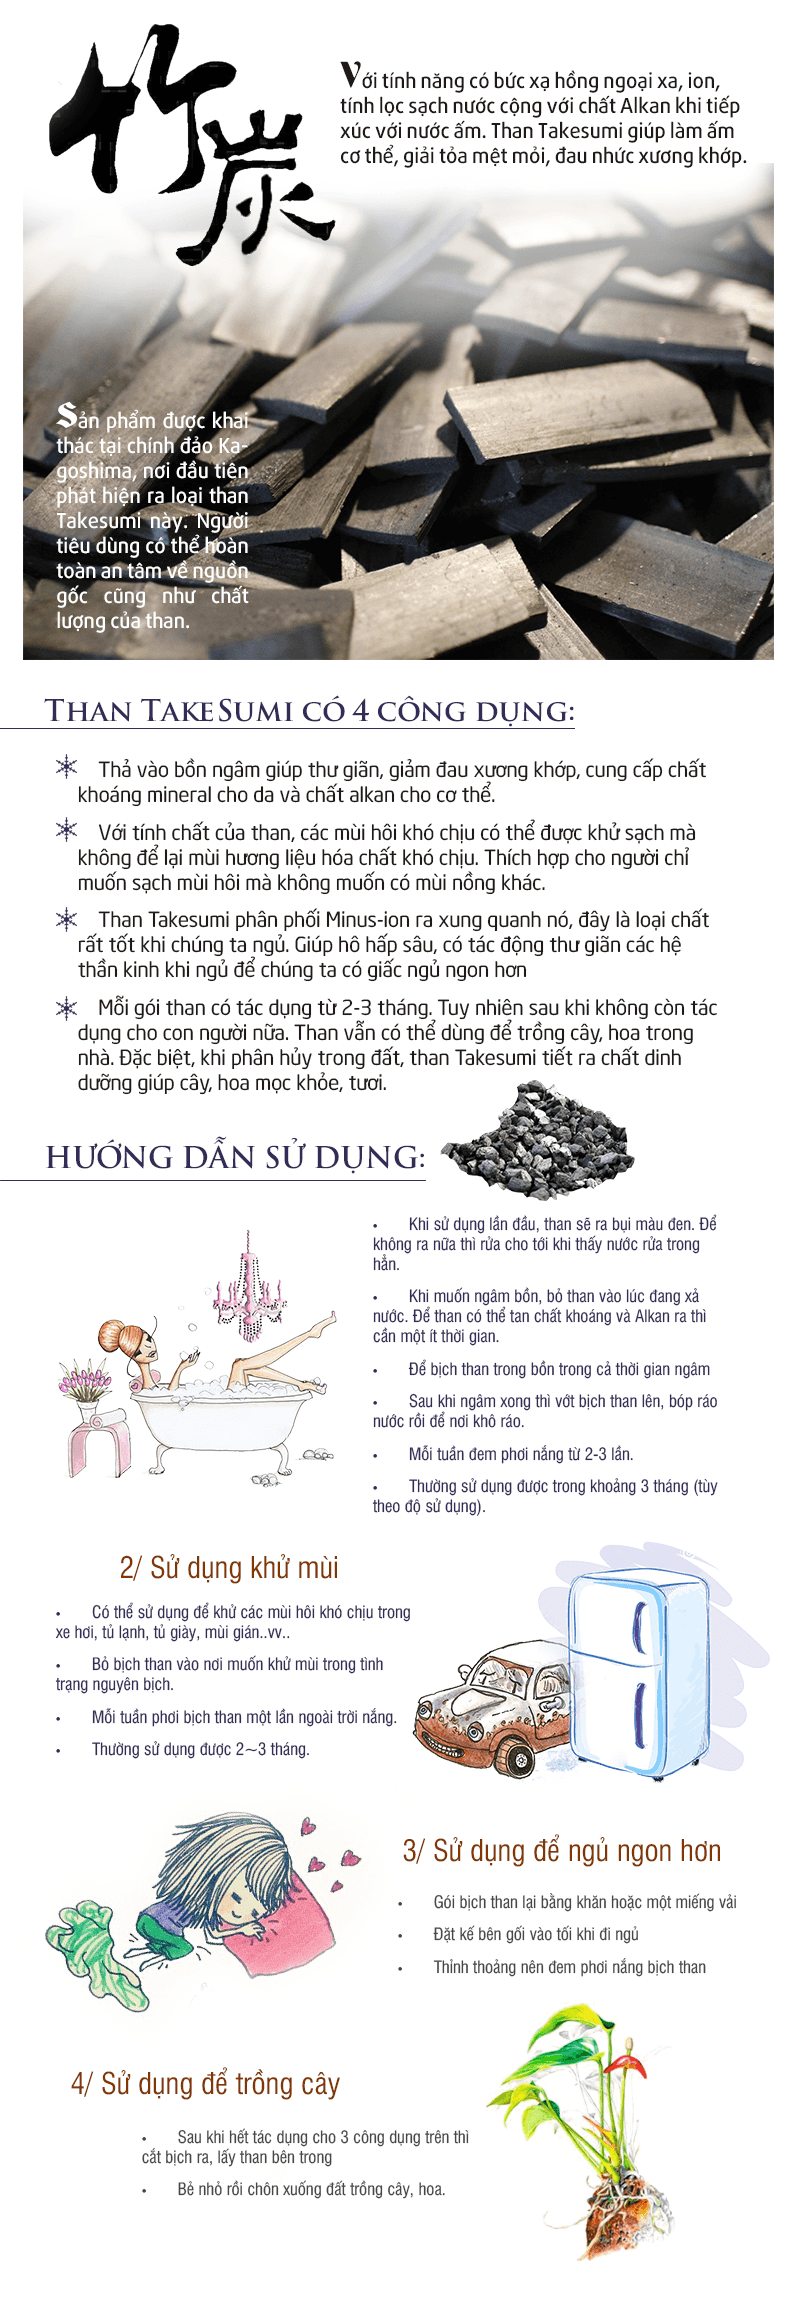 竹炭
Với tính năng có bức xạ hồng ngoại xa, ion,
tính lọc sạch nước cộng với chất Alkan khi tiếp
xúc với nước ấm. Than Takesumi giúp làm ấm
cơ thể, giải tỏa mệt mỏi, đau nhức xương khớp.
Sản phẩm được khai
thác tại chính đảo Ka-
goshima, nơi đầu tiên
phát hiện ra loại than
Takesumi này. Người
tiêu dùng có thể hoàn
toàn an tâm về nguồn
gốc cũng như chất
lượng của than.
THAN TAKESUMI CÓ 4 CÔNG DỤNG:
Thả vào bồn ngâm giúp thư giãn, giảm đau xương khớp, cung cấp chất
khoáng mineral cho da và chất alkan cho cơ thể.
Với tính chất của than, các mùi hôi khó chịu có thể được khử sạch mà
không để lại mùi hương liệu hóa chất khó chịu. Thích hợp cho người chỉ
muốn sạch mùi hôi mà không muốn có mùi nồng khác.
Than Takesumi phân phối Minus-ion ra xung quanh nó, đây là loại chất
rất tốt khi chúng ta ngủ. Giúp hô hấp sâu, có tác động thư giãn các hệ
thần kinh khi ngủ để chúng ta có giấc ngủ ngon hơn
Mỗi gói than có tác dụng từ 2-3 tháng. Tuy nhiên sau khi không còn tác
dụng cho con người nữa. Than vẫn có thể dùng để trồng cây, hoa trong
nhà. Đặc biệt, khi phân hủy trong đất, than Takesumi tiết ra chất dinh
dưỡng giúp cây, hoa mọc khỏe, tươi.
HƯỚNG DẪN SỬ DỤNG:
• Khi sử dụng lần đầu, than sẽ ra bụi màu đen. Để
không ra nữa thì rửa cho tới khi thấy nước rửa trong
hẳn.
• Khi muốn ngâm bồn, bỏ than vào lúc đang xả
nước. Để than có thể tan chất khoáng và Alkan ra thì
cần một ít thời gian.
• Để bịch than trong bồn trong cả thời gian ngâm
• Sau khi ngâm xong thì vớt bịch than lên, bóp ráo
nước rồi để nơi khô ráo.
• Mỗi tuần đem phơi nắng từ 2-3 lần.
• Thường sử dụng được trong khoảng 3 tháng (tùy
theo độ sử dụng).
2/ Sử dụng khử mùi
• Có thể sử dụng để khử các mùi hôi khó chịu trong
xe hơi, tủ lạnh, tủ giày, mùi gián..vv..
• Bỏ bịch than vào nơi muốn khử mùi trong tình
trạng nguyên bịch.
• Mỗi tuần phơi bịch than một lần ngoài trời nắng.
• Thường sử dụng được 2~3 tháng.
3/ Sử dụng để ngủ ngon hơn
• Gói bịch than lại bằng khăn hoặc một miếng vải
• Đặt kế bên gối vào tối khi đi ngủ
• Thỉnh thoảng nên đem phơi nắng bịch than
4/ Sử dụng để trồng cây
• Sau khi hết tác dụng cho 3 công dụng trên thì
cắt bịch ra, lấy than bên trong
• Bẻ nhỏ rồi chôn xuống đất trồng cây, hoa.